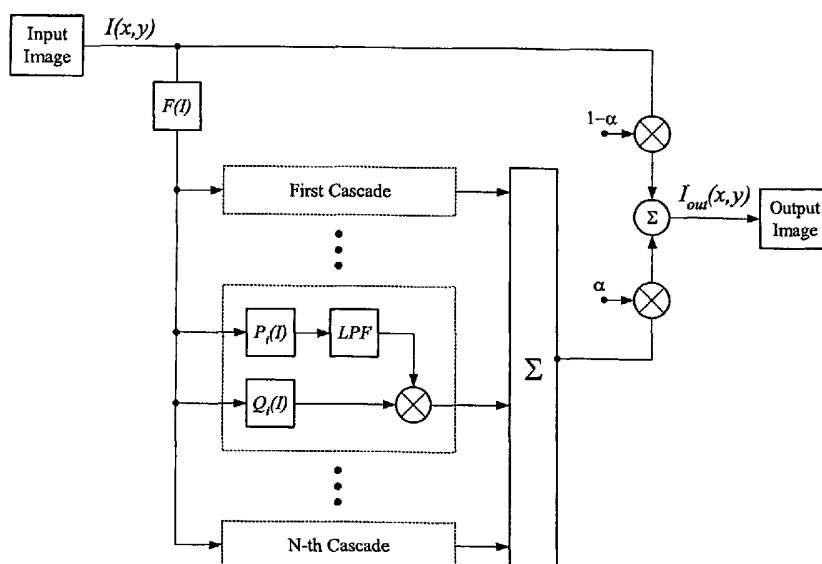 Input
Image
I(x,y)
F(I)
1−α
First Cascade
I_out(x,y)
Σ
Output
Image
α
P_i(I)
LPF
Σ
Q_i(I)
N-th Cascade